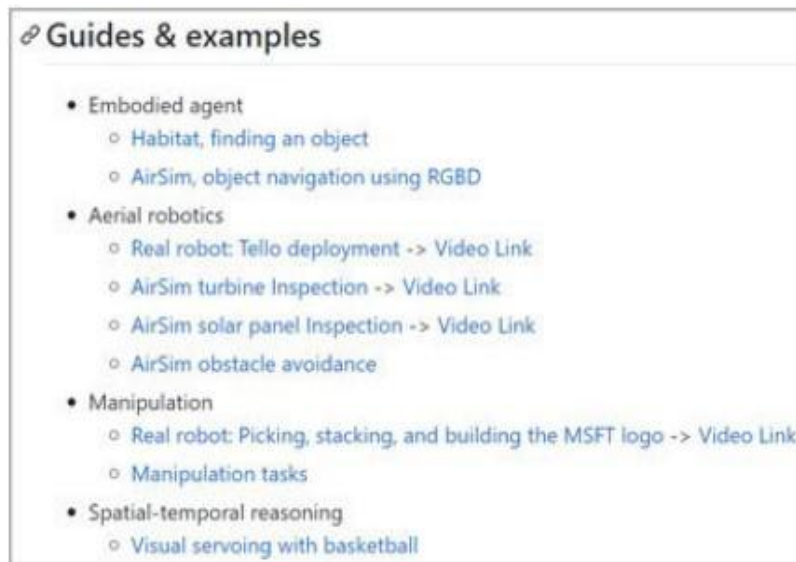 Guides & examples
• Embodied agent
○ Habitat, finding an object
○ AirSim, object navigation using RGBD
• Aerial robotics
○ Real robot: Tello deployment -> Video Link
○ AirSim turbine Inspection -> Video Link
○ AirSim solar panel Inspection -> Video Link
○ AirSim obstacle avoidance
• Manipulation
○ Real robot: Picking, stacking, and building the MSFT logo -> Video Link
○ Manipulation tasks
• Spatial-temporal reasoning
○ Visual servoing with basketball